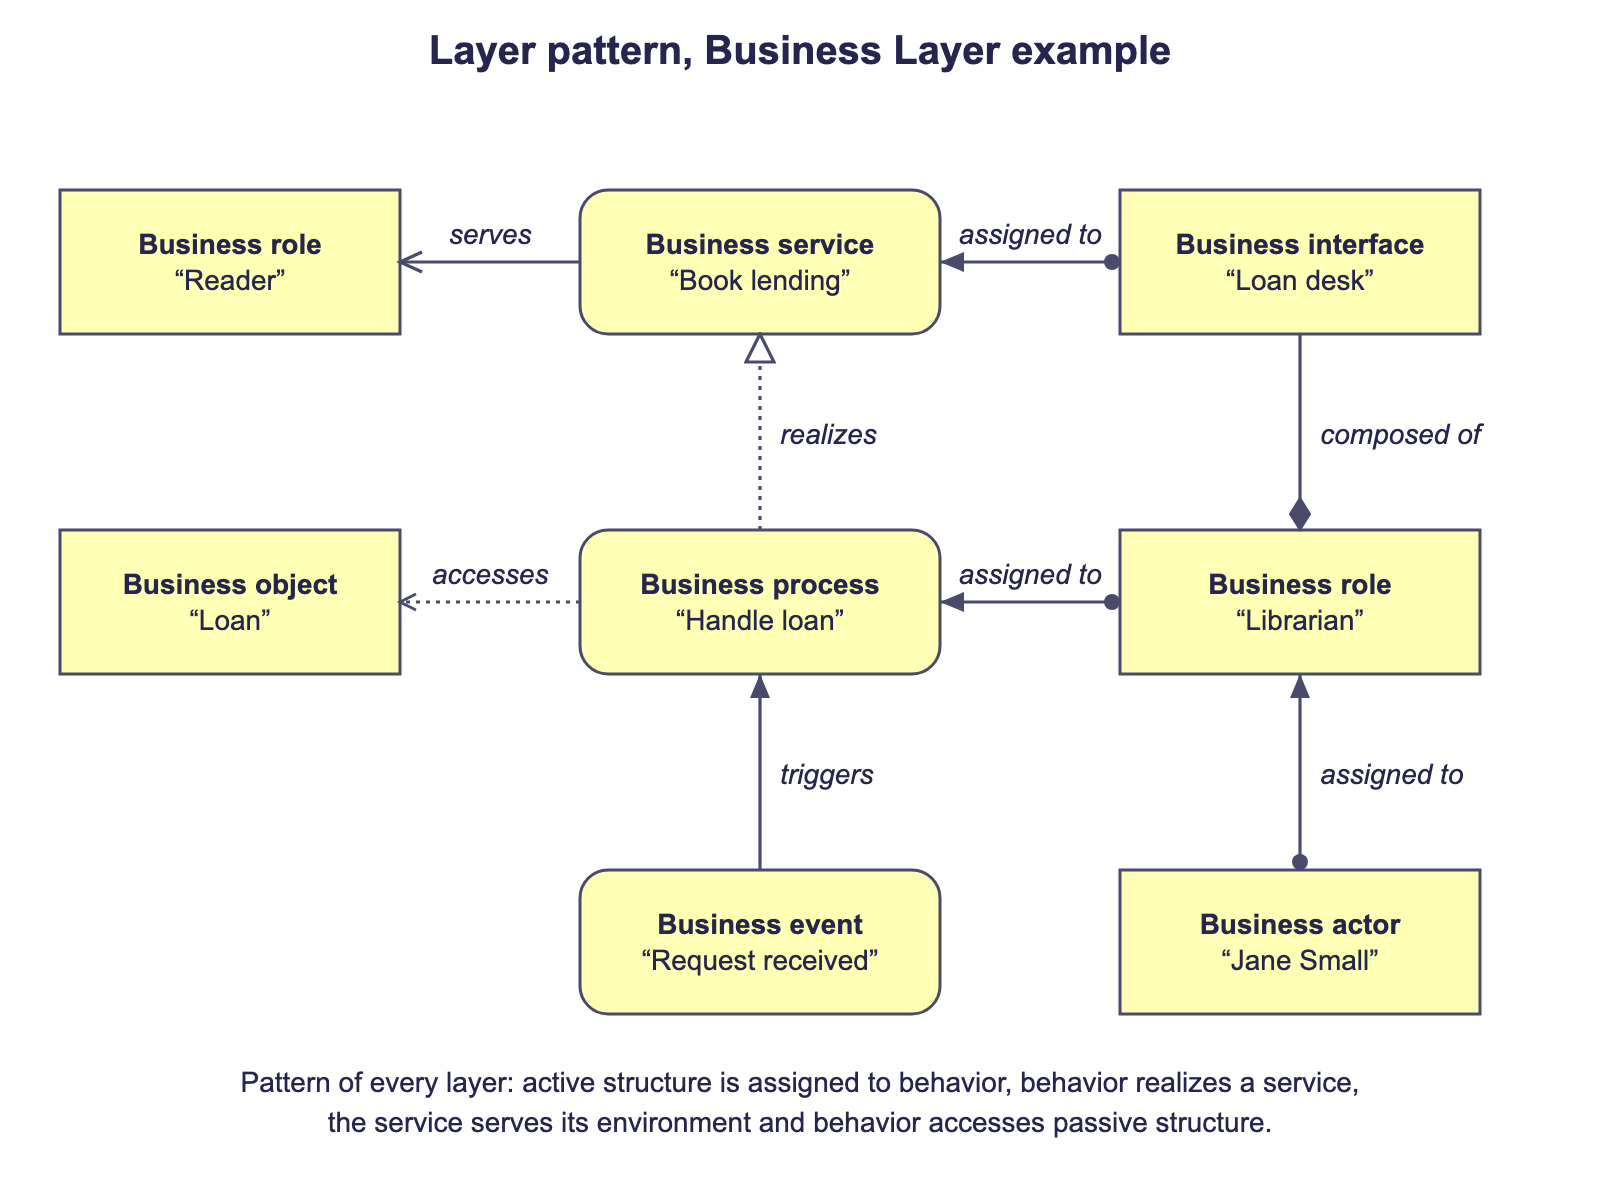 Layer pattern, Business Layer example
Business role
“Reader”
serves
Business service
“Book lending”
assigned to
Business interface
“Loan desk”
realizes
composed of
Business object
“Loan”
accesses
Business process
“Handle loan”
assigned to
Business role
“Librarian”
triggers
assigned to
Business event
“Request received”
Business actor
“Jane Small”
Pattern of every layer: active structure is assigned to behavior, behavior realizes a service,
the service serves its environment and behavior accesses passive structure.